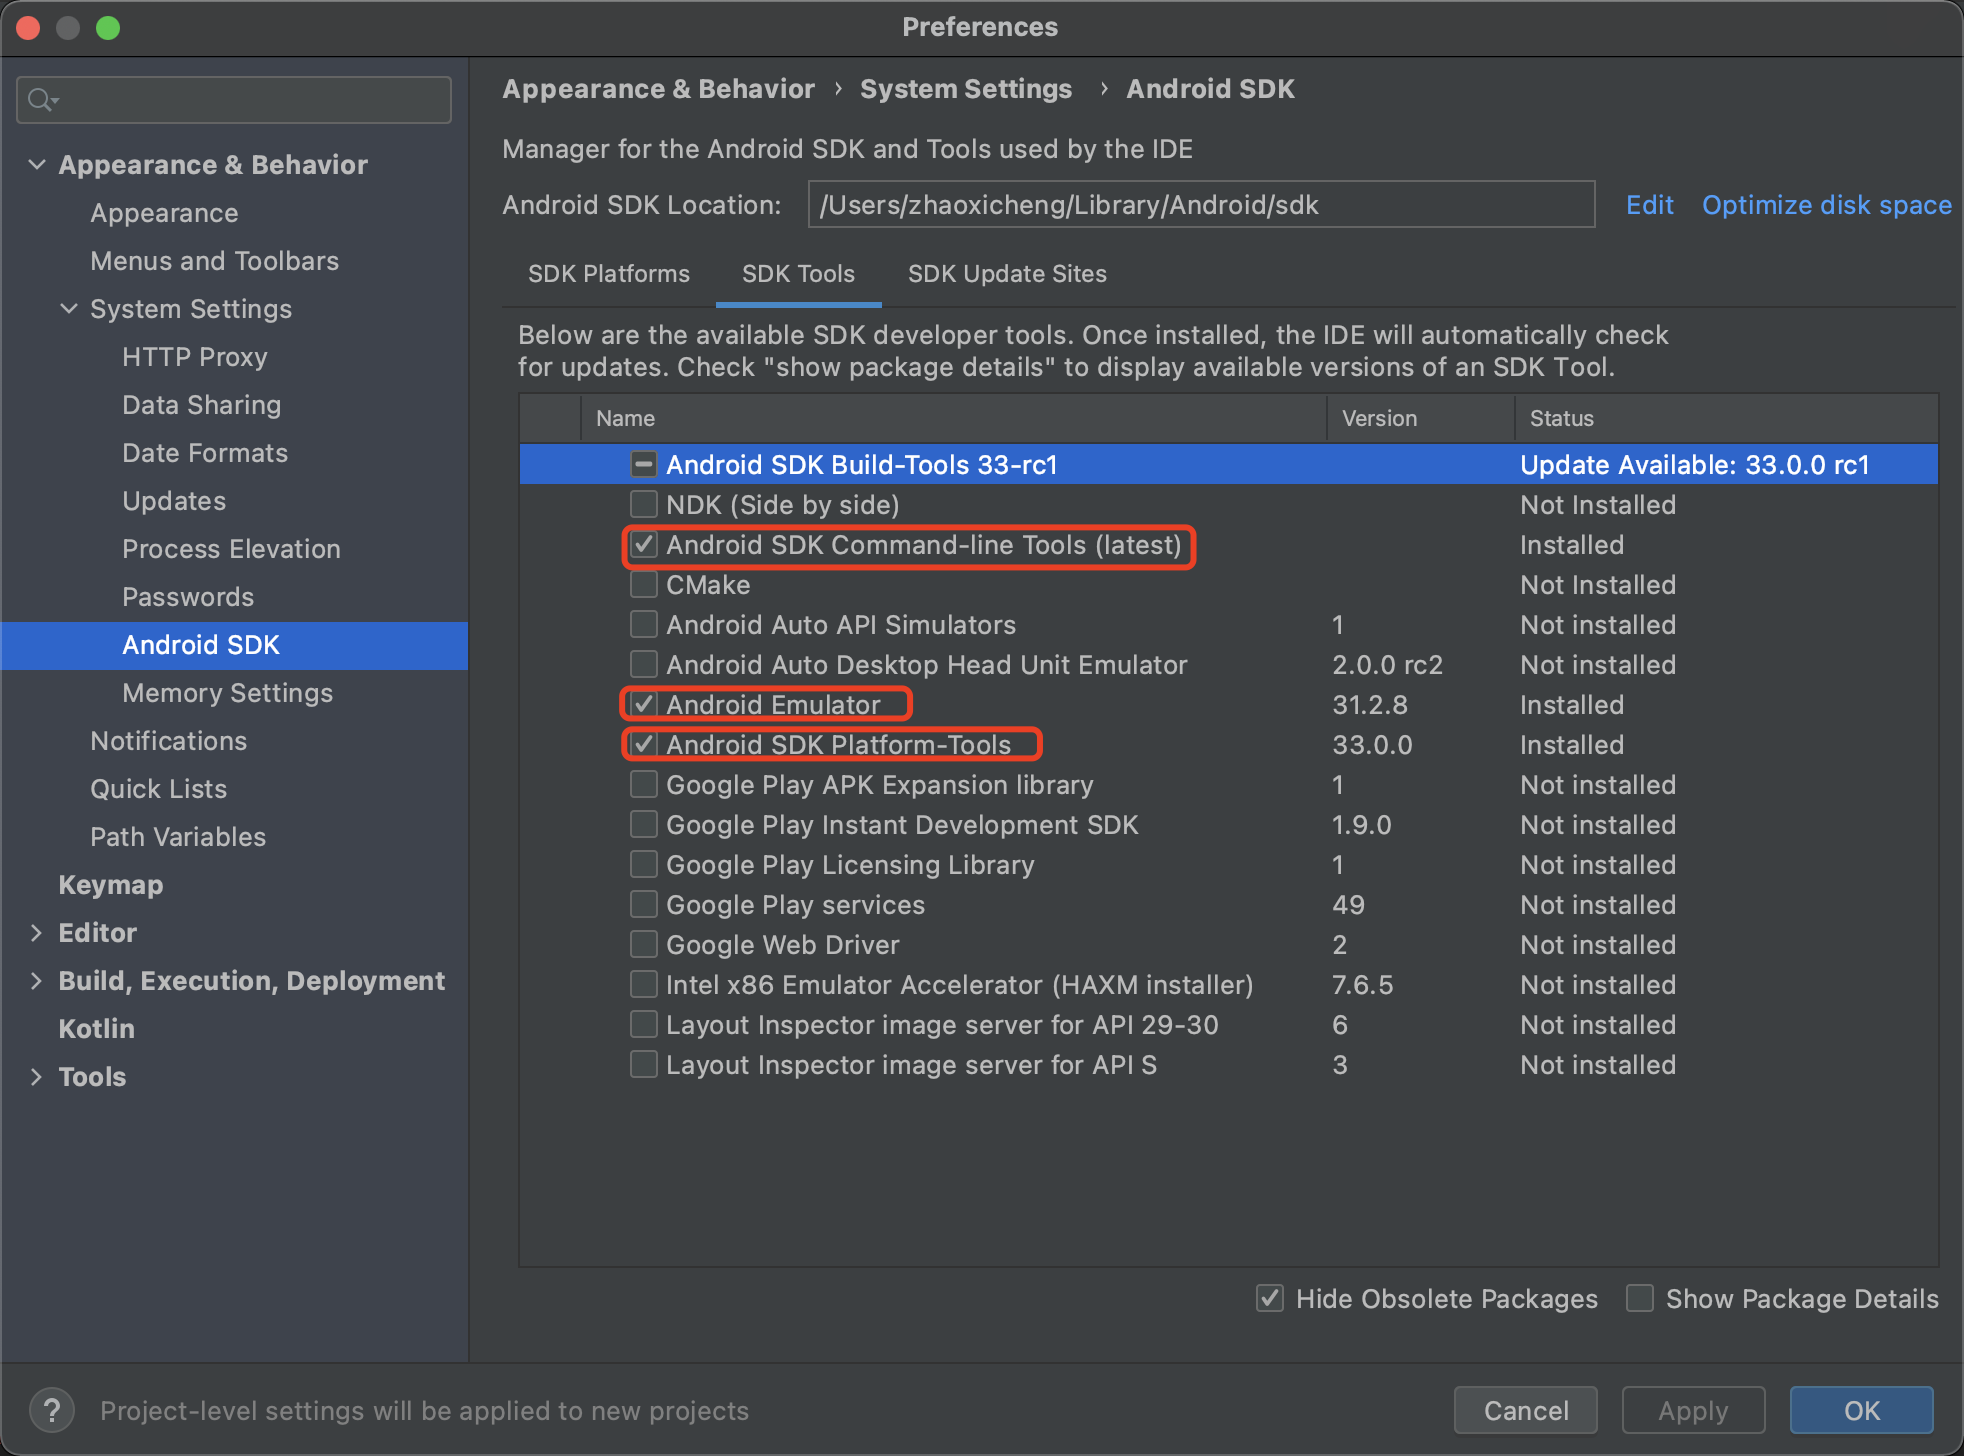 Preferences
Appearance & Behavior
Appearance
Menus and Toolbars
System Settings
HTTP Proxy
Data Sharing
Date Formats
Updates
Process Elevation
Passwords
Android SDK
Memory Settings
Notifications
Quick Lists
Path Variables
Keymap
Editor
Build, Execution, Deployment
Kotlin
Tools
Appearance & Behavior › System Settings › Android SDK
Manager for the Android SDK and Tools used by the IDE
Android SDK Location: /Users/zhaoxicheng/Library/Android/sdk Edit Optimize disk space
SDK Platforms SDK Tools SDK Update Sites
Below are the available SDK developer tools. Once installed, the IDE will automatically check
for updates. Check "show package details" to display available versions of an SDK Tool.
Name Version Status
Android SDK Build-Tools 33-rc1 Update Available: 33.0.0 rc1
NDK (Side by side) Not Installed
Android SDK Command-line Tools (latest) Installed
CMake Not Installed
Android Auto API Simulators 1 Not installed
Android Auto Desktop Head Unit Emulator 2.0.0 rc2 Not installed
Android Emulator 31.2.8 Installed
Android SDK Platform-Tools 33.0.0 Installed
Google Play APK Expansion library 1 Not installed
Google Play Instant Development SDK 1.9.0 Not installed
Google Play Licensing Library 1 Not installed
Google Play services 49 Not installed
Google Web Driver 2 Not installed
Intel x86 Emulator Accelerator (HAXM installer) 7.6.5 Not installed
Layout Inspector image server for API 29-30 6 Not installed
Layout Inspector image server for API S 3 Not installed
Hide Obsolete Packages Show Package Details
? Project-level settings will be applied to new projects Cancel Apply OK